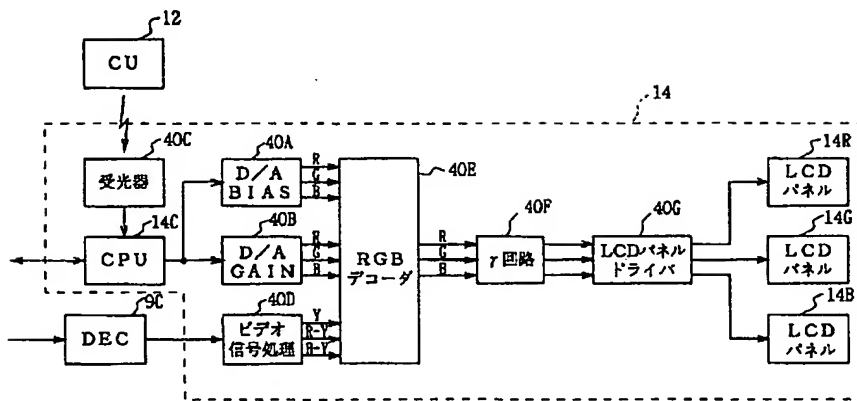 12
CU
14
40C
受光器
14C
CPU
40A
D/A
BIAS
R
G
B
40B
D/A
GAIN
R
G
B
9C
DEC
40D
ビデオ
信号処理
Y
R-Y
B-Y
40E
RGB
デコーダ
R
G
B
40F
γ回路
40G
LCDパネル
ドライバ
14R
LCD
パネル
14G
LCD
パネル
14B
LCD
パネル